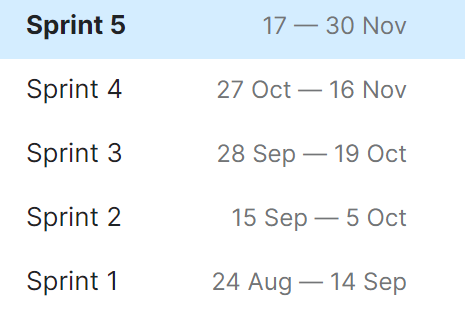 Sprint 5 17 — 30 Nov
Sprint 4 27 Oct — 16 Nov
Sprint 3 28 Sep — 19 Oct
Sprint 2 15 Sep — 5 Oct
Sprint 1 24 Aug — 14 Sep